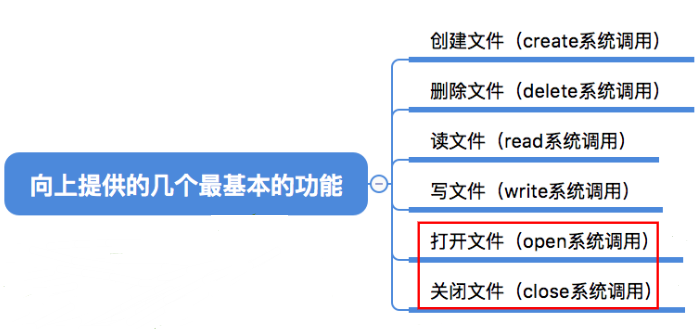 创建文件（create系统调用）
删除文件（delete系统调用）
读文件（read系统调用）
向上提供的几个最基本的功能
写文件（write系统调用）
打开文件（open系统调用）
关闭文件（close系统调用）